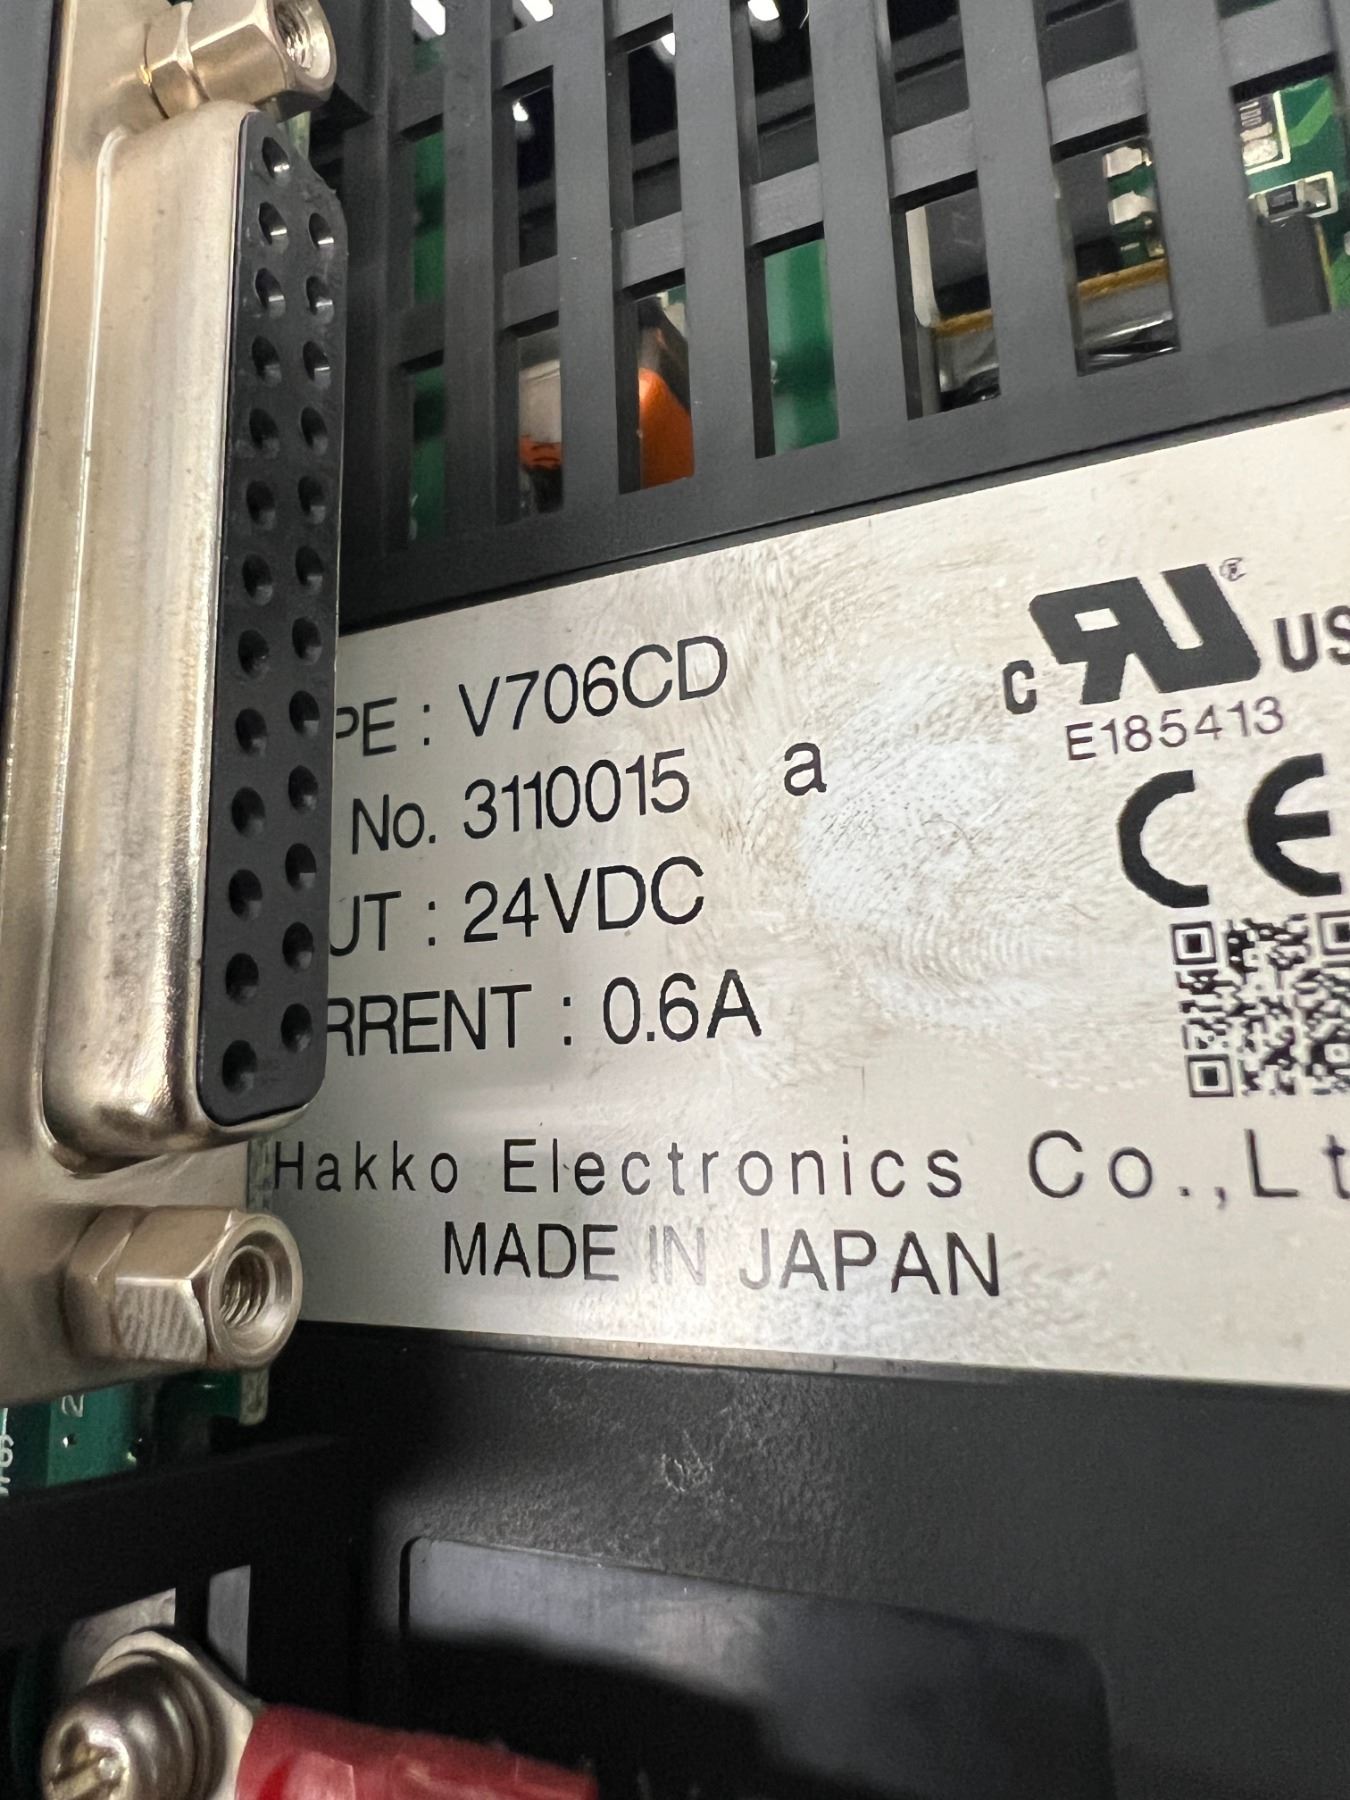 PE : V706CD
No. 3110015 a
UT : 24VDC
RRENT : 0.6A
c RU ® US
E185413
CE
Hakko Electronics Co.,Lt
MADE IN JAPAN